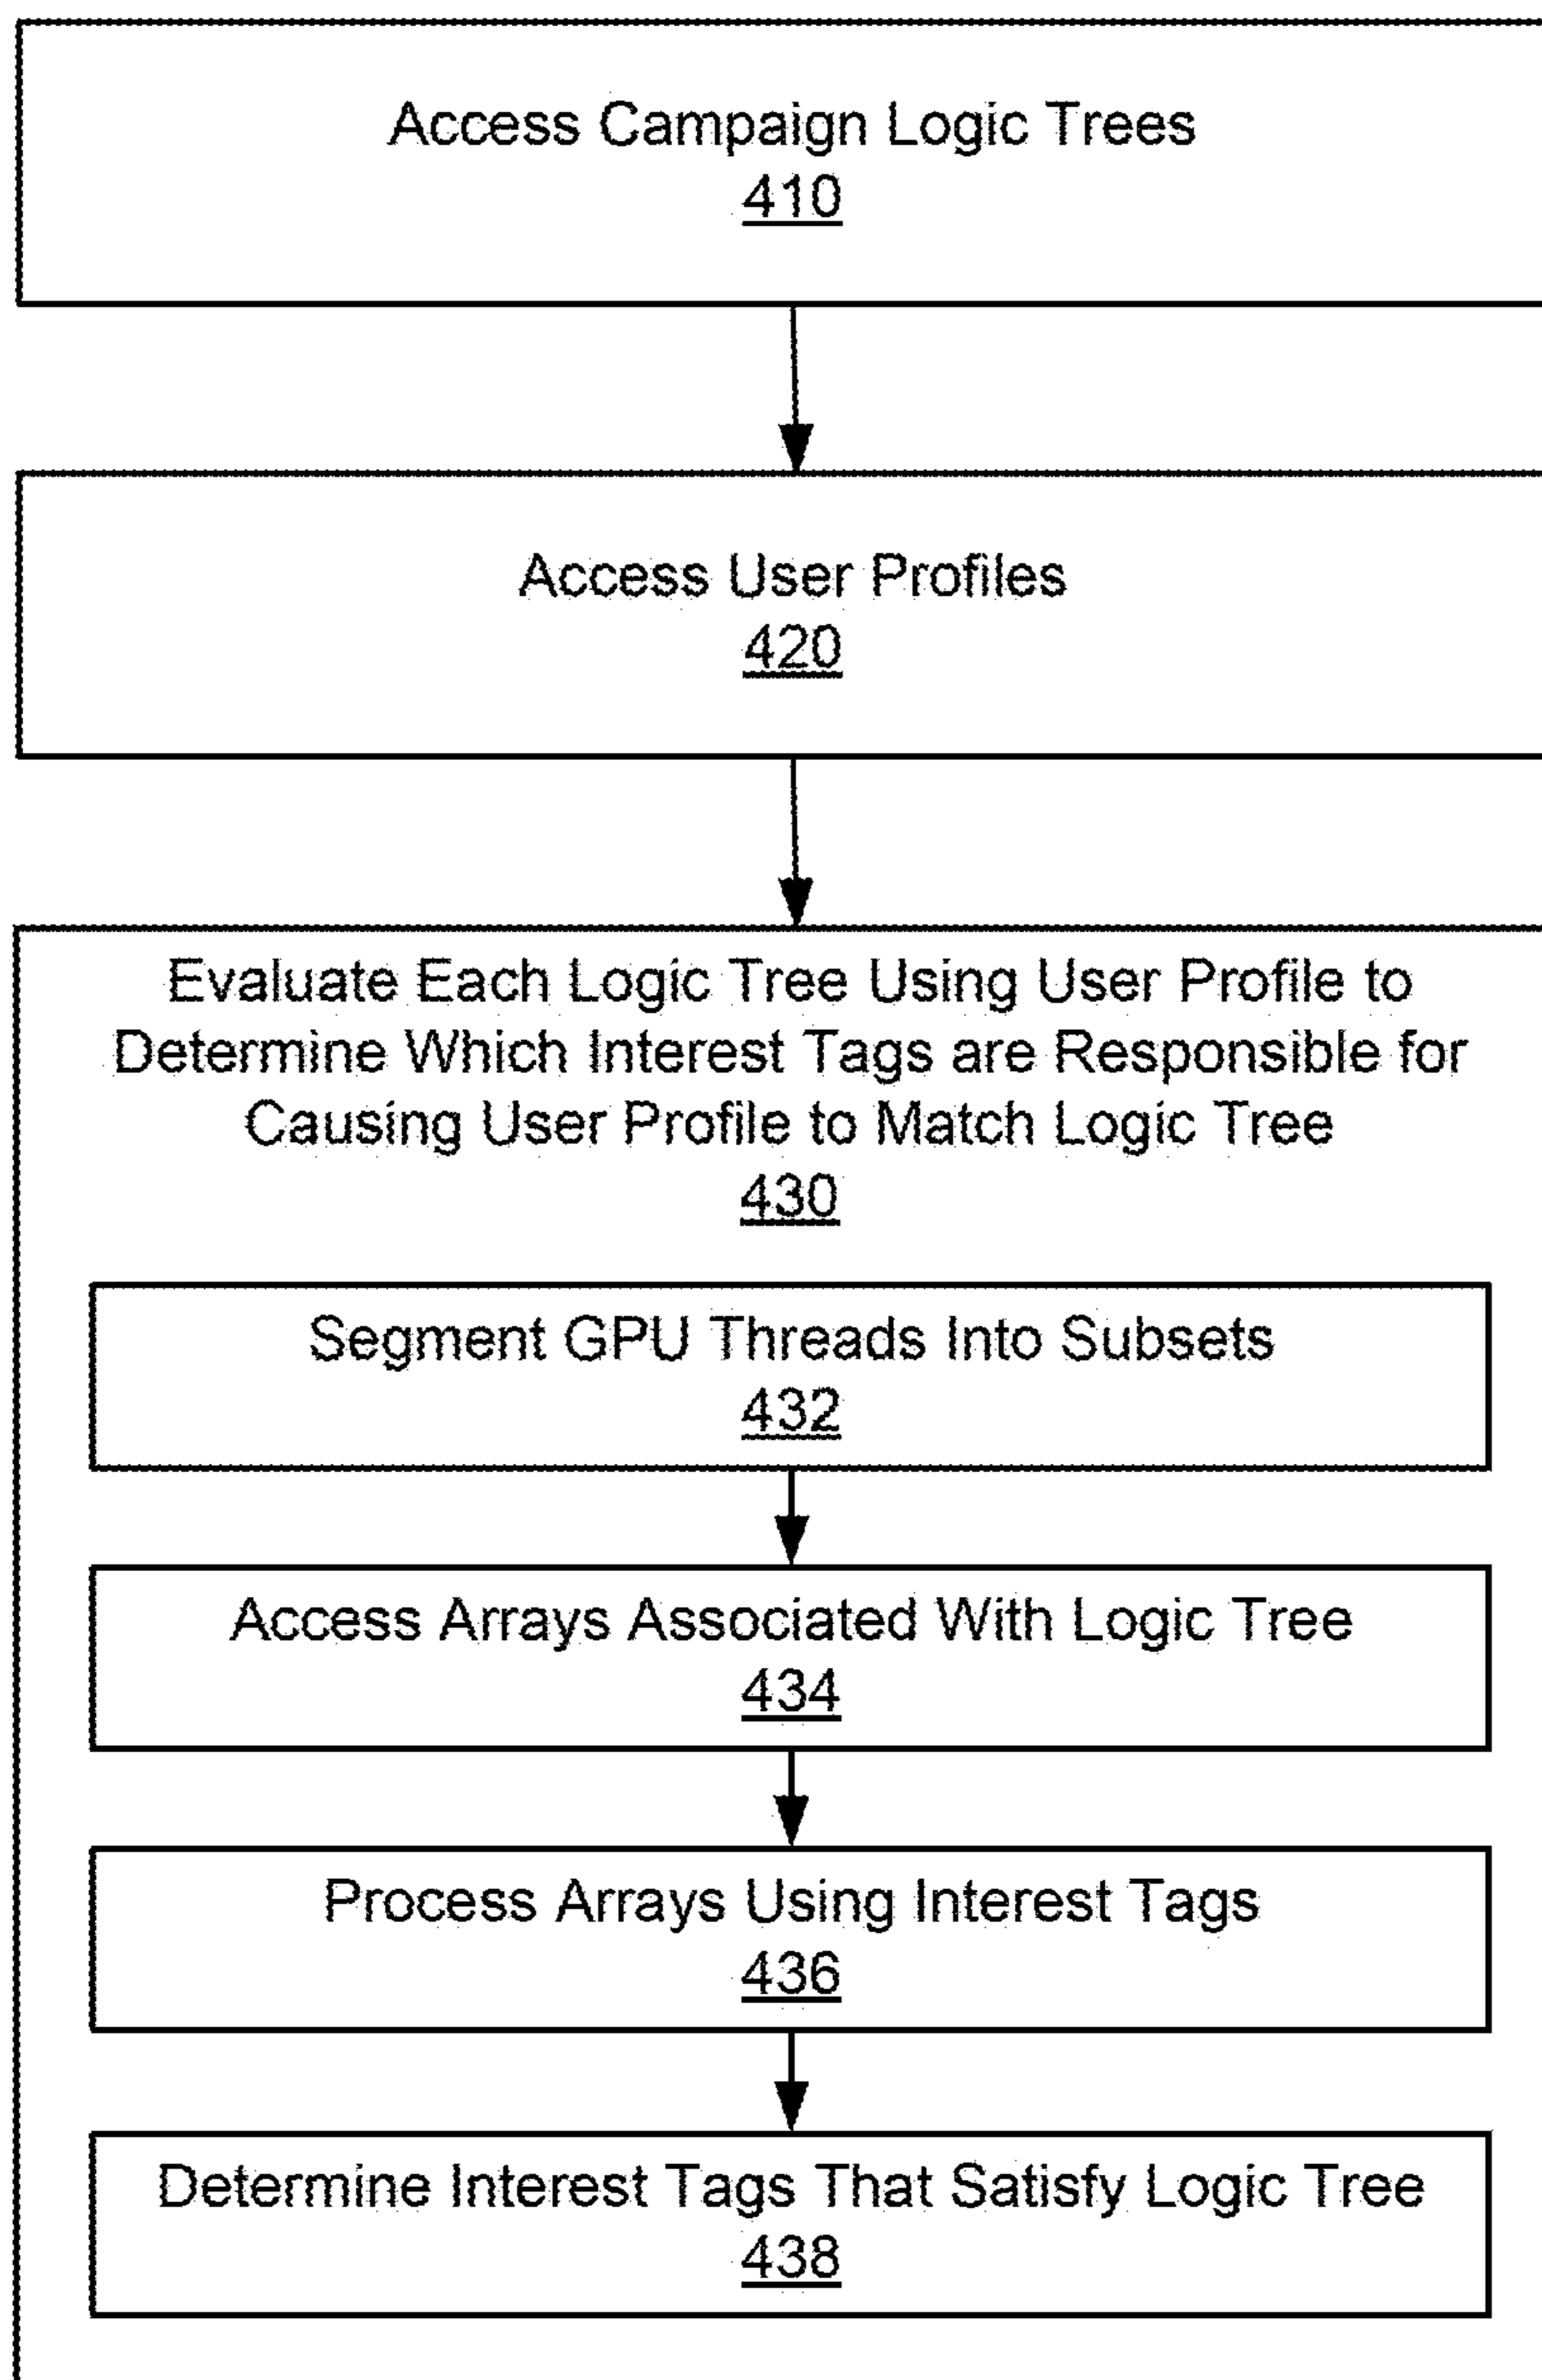 Access Campaign Logic Trees
410
Access User Profiles
420
Evaluate Each Logic Tree Using User Profile to
Determine Which Interest Tags are Responsible for
Causing User Profile to Match Logic Tree
430
Segment GPU Threads Into Subsets
432
Access Arrays Associated With Logic Tree
434
Process Arrays Using Interest Tags
436
Determine Interest Tags That Satisfy Logic Tree
438